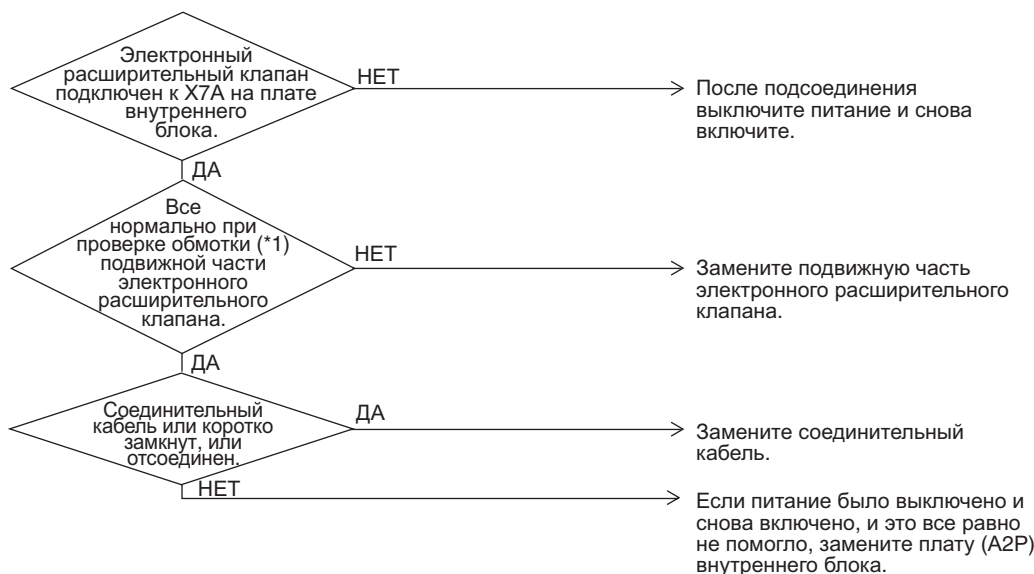 Электронный
расширительный клапан
подключен к X7A на плате
внутреннего
блока.
НЕТ
После подсоединения
выключите питание и снова
включите.
ДА
Все
нормально при
проверке обмотки (*1)
подвижной части
электронного
расширительного
клапана.
НЕТ
Замените подвижную часть
электронного расширительного
клапана.
ДА
Соединительный
кабель или коротко
замкнут, или
отсоединен.
ДА
Замените соединительный
кабель.
НЕТ
Если питание было выключено и
снова включено, и это все равно
не помогло, замените плату (A2P)
внутреннего блока.